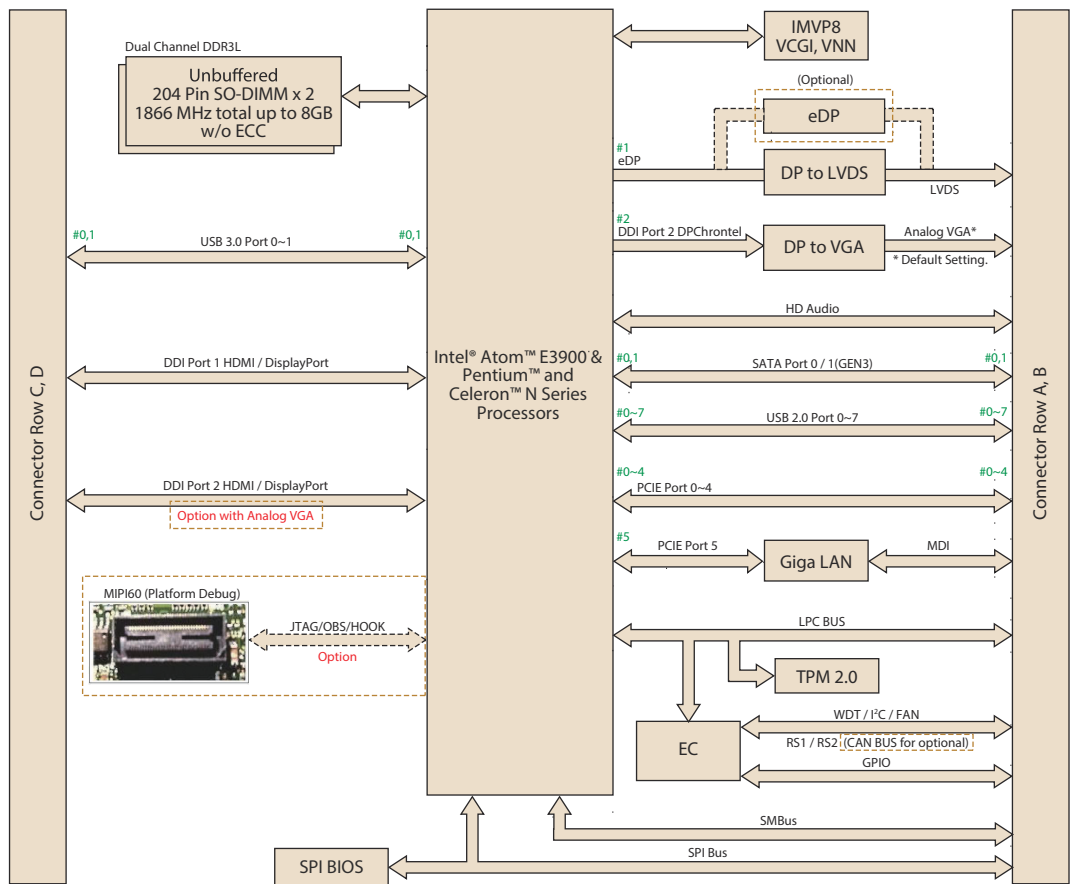 Connector Row C, D
Dual Channel DDR3L
Unbuffered
204 Pin SO-DIMM x 2
1866 MHz total up to 8GB
w/o ECC
#0,1
USB 3.0 Port 0~1
#0,1
DDI Port 1 HDMI / DisplayPort
DDI Port 2 HDMI / DisplayPort
Option with Analog VGA
MIPI60 (Platform Debug)
JTAG/OBS/HOOK
Option
Intel® Atom™ E3900 &
Pentium™ and
Celeron™ N Series
Processors
IMVP8
VCGI, VNN
(Optional)
eDP
#1
eDP
DP to LVDS
LVDS
#2
DDI Port 2 DPChrontel
DP to VGA
Analog VGA*
* Default Setting.
HD Audio
#0,1
SATA Port 0 / 1(GEN3)
#0,1
#0~7
USB 2.0 Port 0~7
#0~7
#0~4
PCIE Port 0~4
#0~4
#5
PCIE Port 5
Giga LAN
MDI
LPC BUS
TPM 2.0
EC
WDT / I²C / FAN
RS1 / RS2 (CAN BUS for optional)
GPIO
SMBus
SPI Bus
SPI BIOS
Connector Row A, B